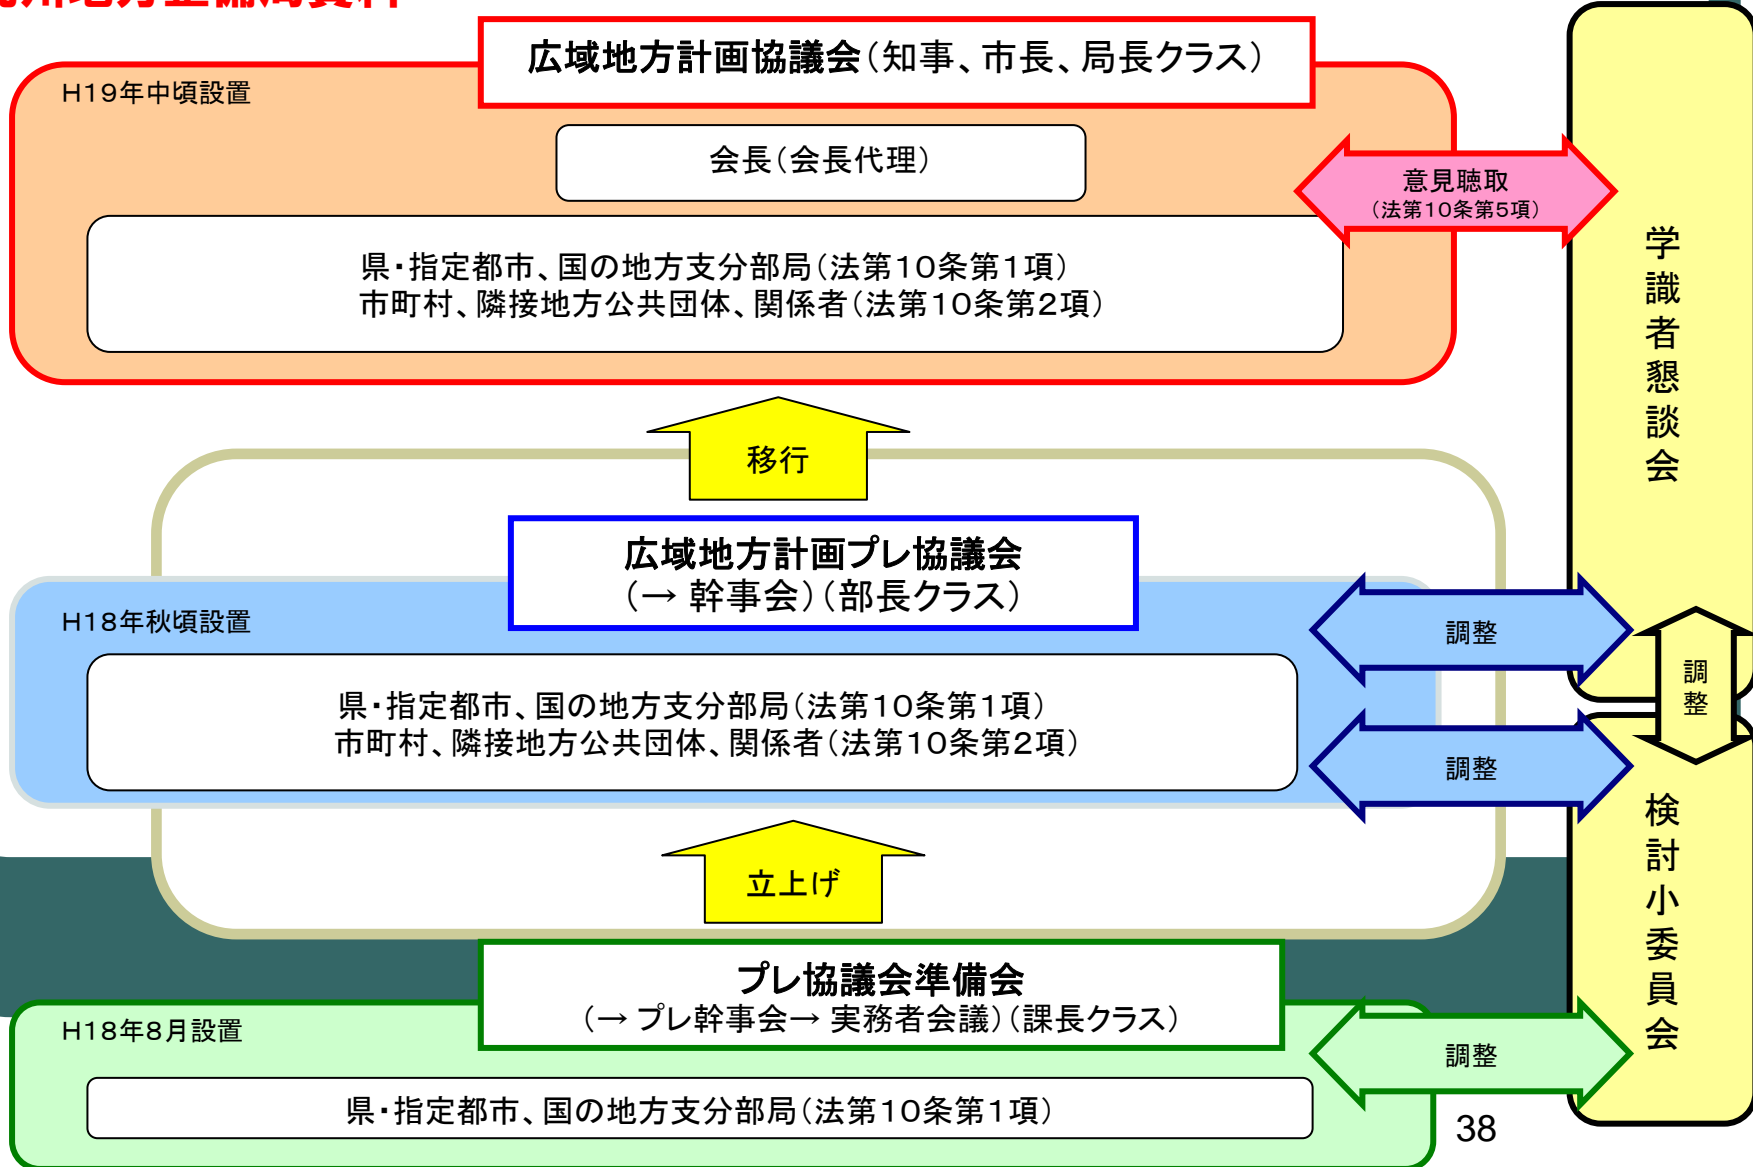 九州地方整備局資料
広域地方計画協議会（知事、市長、局長クラス）
H19年中頃設置
会長（会長代理）
県・指定都市、国の地方支分部局（法第10条第1項）
市町村、隣接地方公共団体、関係者（法第10条第2項）
意見聴取
（法第10条第5項）
学識者懇談会
移行
広域地方計画プレ協議会
（→ 幹事会）（部長クラス）
H18年秋頃設置
県・指定都市、国の地方支分部局（法第10条第1項）
市町村、隣接地方公共団体、関係者（法第10条第2項）
調整
調整
調整
検討小委員会
立上げ
プレ協議会準備会
（→ プレ幹事会→ 実務者会議）（課長クラス）
H18年8月設置
県・指定都市、国の地方支分部局（法第10条第1項）
調整
38